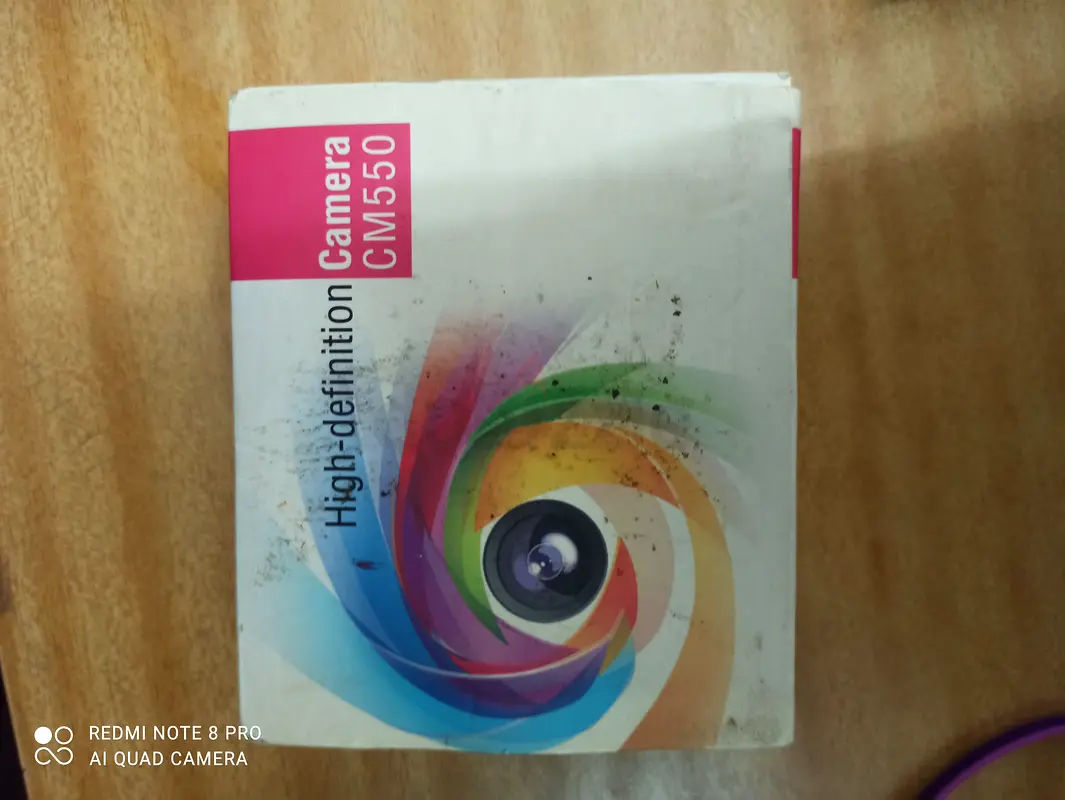 High-definition Camera
CM550
REDMI NOTE 8 PRO
AI QUAD CAMERA